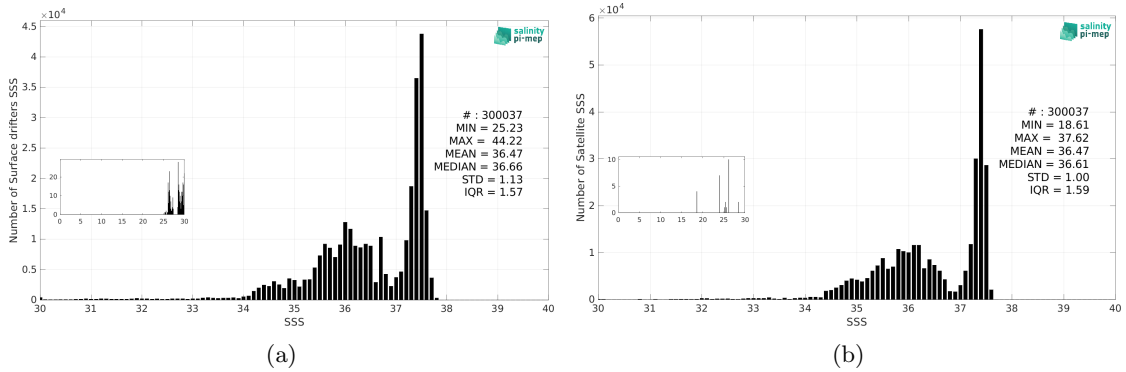 4.5 ×10⁴
4
3.5
3
2.5
2
1.5
1
0.5
0
Number of Surface drifters SSS
salinity
pi-mep
# : 300037
MIN = 25.23
MAX = 44.22
MEAN = 36.47
MEDIAN = 36.66
STD = 1.13
IQR = 1.57
20
10
0
0 5 10 15 20 25 30
30 31 32 33 34 35 36 37 38 39 40
SSS
(a)
6 ×10⁴
5
4
3
2
1
0
Number of Satellite SSS
salinity
pi-mep
# : 300037
MIN = 18.61
MAX = 37.62
MEAN = 36.47
MEDIAN = 36.61
STD = 1.00
IQR = 1.59
10
5
0
0 5 10 15 20 25 30
30 31 32 33 34 35 36 37 38 39 40
SSS
(b)